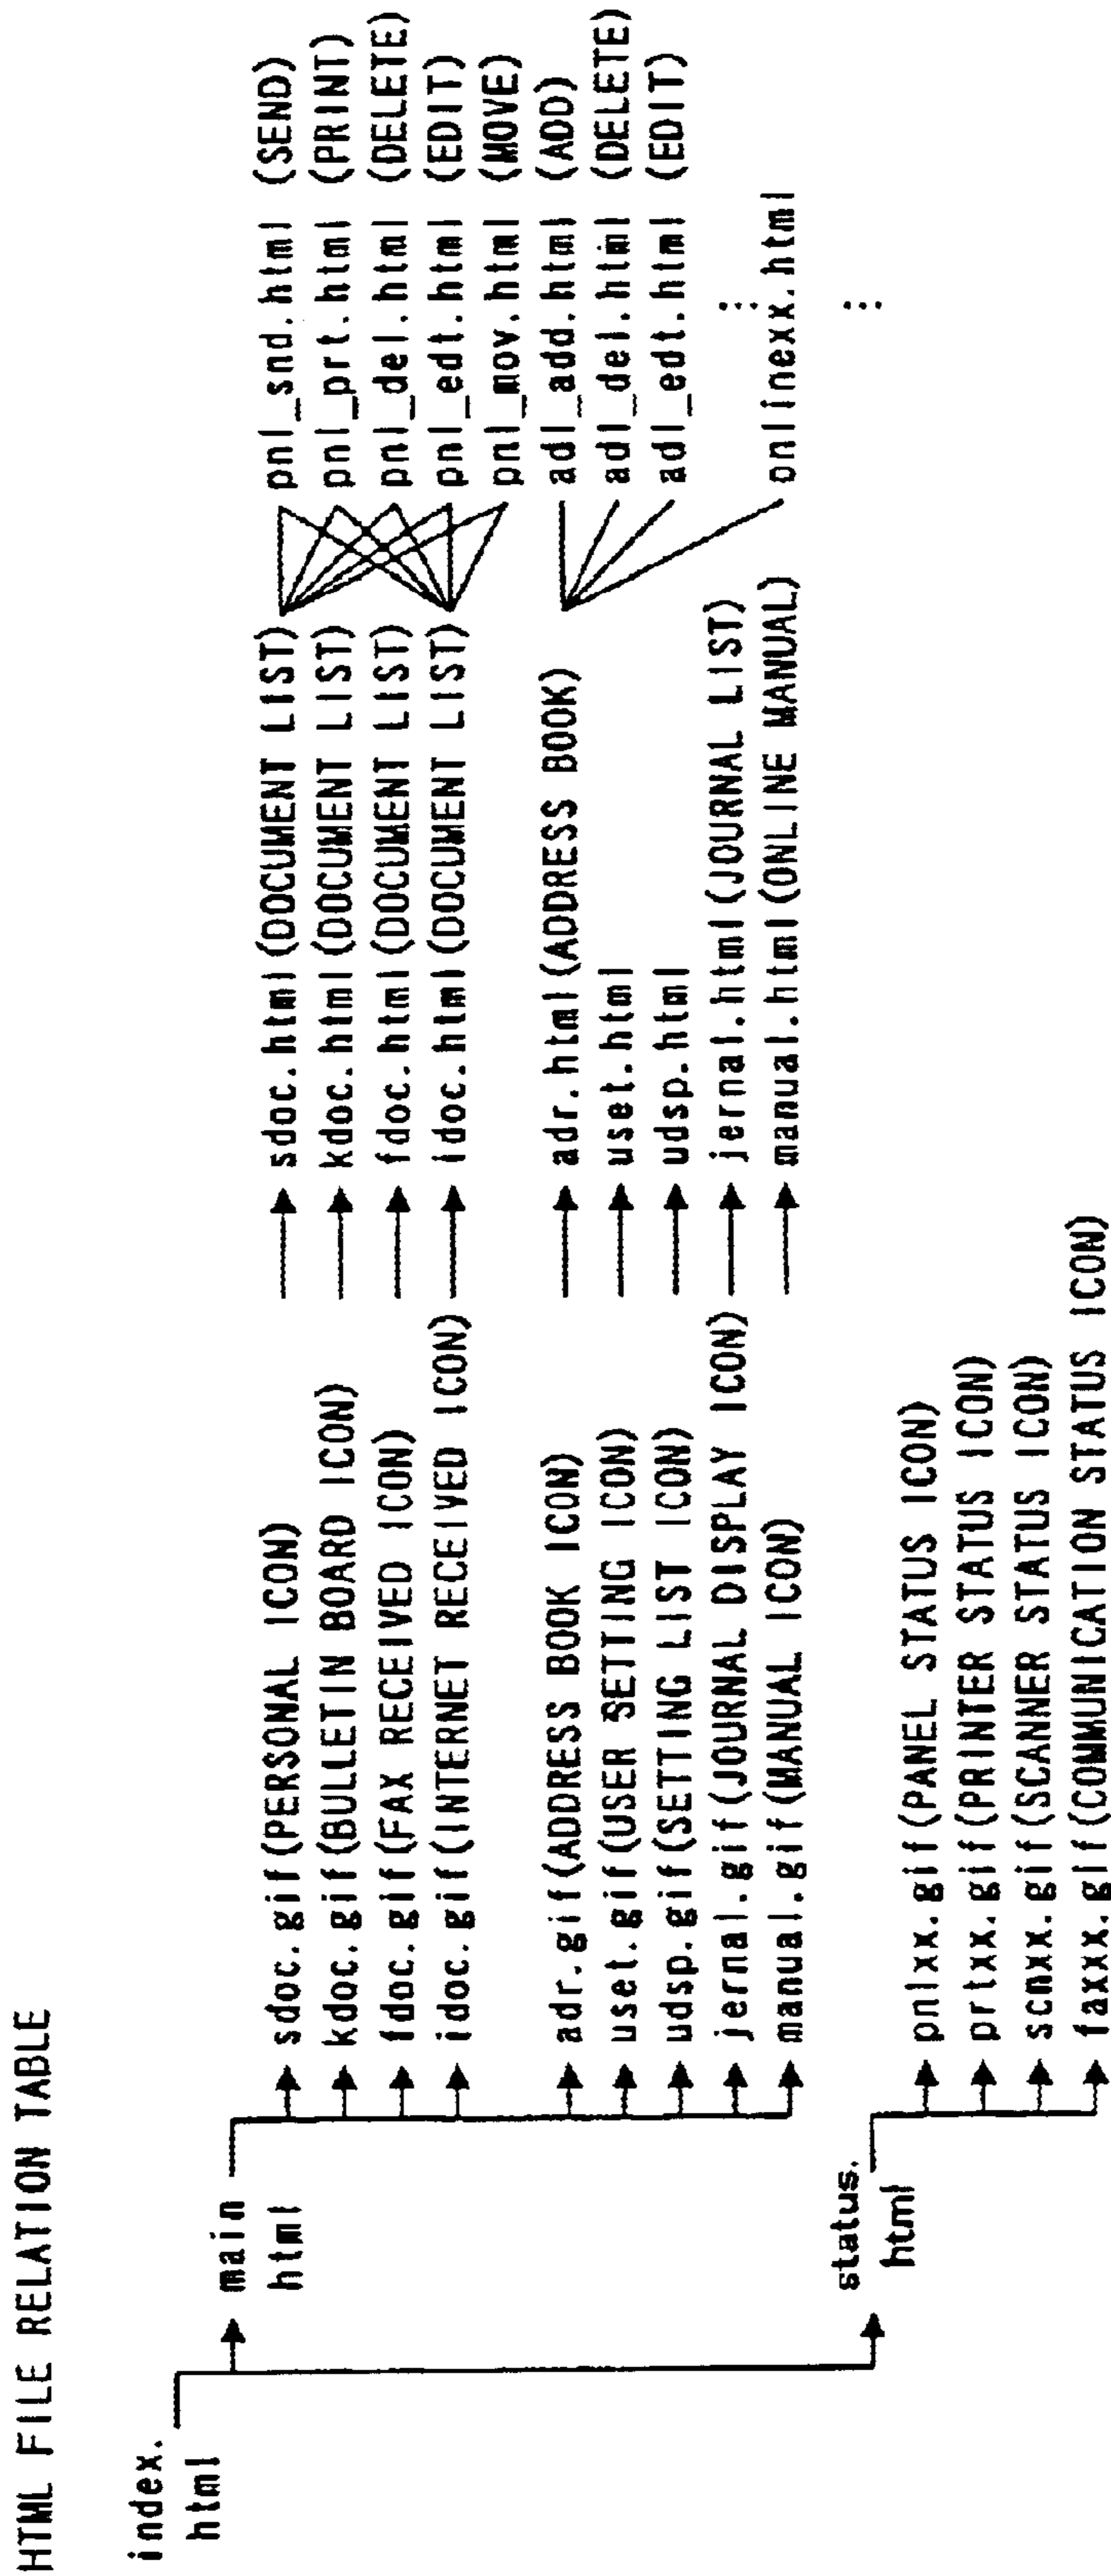 HTML FILE RELATION TABLE
index.
html
main
html
sdoc.gif(PERSONAL ICON)
kdoc.gif(BULLETIN BOARD ICON)
fdoc.gif(FAX RECEIVED ICON)
idoc.gif(INTERNET RECEIVED ICON)
adr.gif(ADDRESS BOOK ICON)
uset.gif(USER SETTING ICON)
udsp.gif(SETTING LIST ICON)
jernal.gif(JOURNAL DISPLAY ICON)
manual.gif(MANUAL ICON)
sdoc.html(DOCUMENT LIST)
kdoc.html(DOCUMENT LIST)
fdoc.html(DOCUMENT LIST)
idoc.html(DOCUMENT LIST)
adr.html(ADDRESS BOOK)
uset.html
udsp.html
jernal.html(JOURNAL LIST)
manual.html(ONLINE MANUAL)
pnl_snd.html (SEND)
pnl_prt.html (PRINT)
pnl_del.html (DELETE)
pnl_edt.html (EDIT)
pnl_mov.html (MOVE)
adl_add.html (ADD)
adl_del.html (DELETE)
adl_edt.html (EDIT)
onlinexx.html
status.
html
pnlxx.gif(PANEL STATUS ICON)
prtxx.gif(PRINTER STATUS ICON)
scnxx.gif(SCANNER STATUS ICON)
faxxx.gif(COMMUNICATION STATUS ICON)